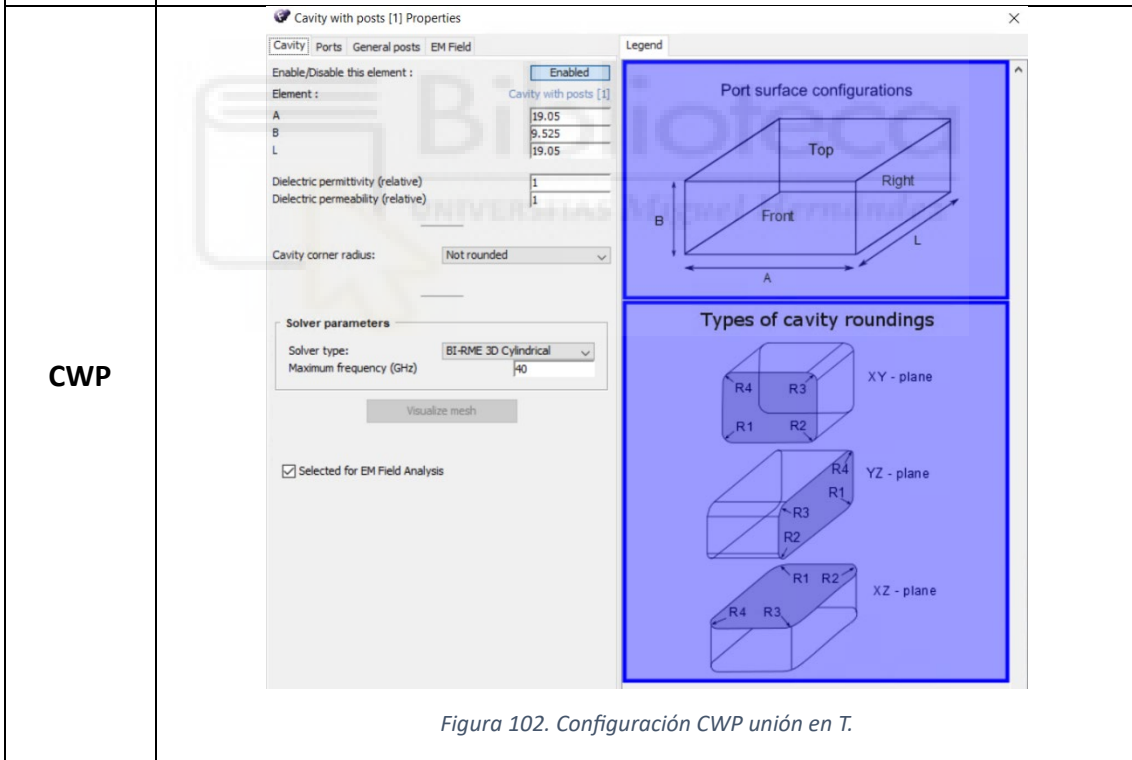 CWP
Cavity with posts [1] Properties
Cavity Ports General posts EM Field
Enable/Disable this element : Enabled
Element : Cavity with posts [1]
A 19.05
B 9.525
L 19.05
Dielectric permittivity (relative) 1
Dielectric permeability (relative) 1
Cavity corner radius: Not rounded
Solver parameters
Solver type: BI-RME 3D Cylindrical
Maximum frequency (GHz) 40
Visualize mesh
Selected for EM Field Analysis
Legend
Port surface configurations
Top
Right
Front
B
L
A
Types of cavity roundings
R4 R3
XY - plane
R1 R2
R4
YZ - plane
R1
R3
R2
R1 R2
XZ - plane
R4 R3
Biblioteca
UNIVERSITAS Miguel Hernández
Figura 102. Configuración CWP unión en T.